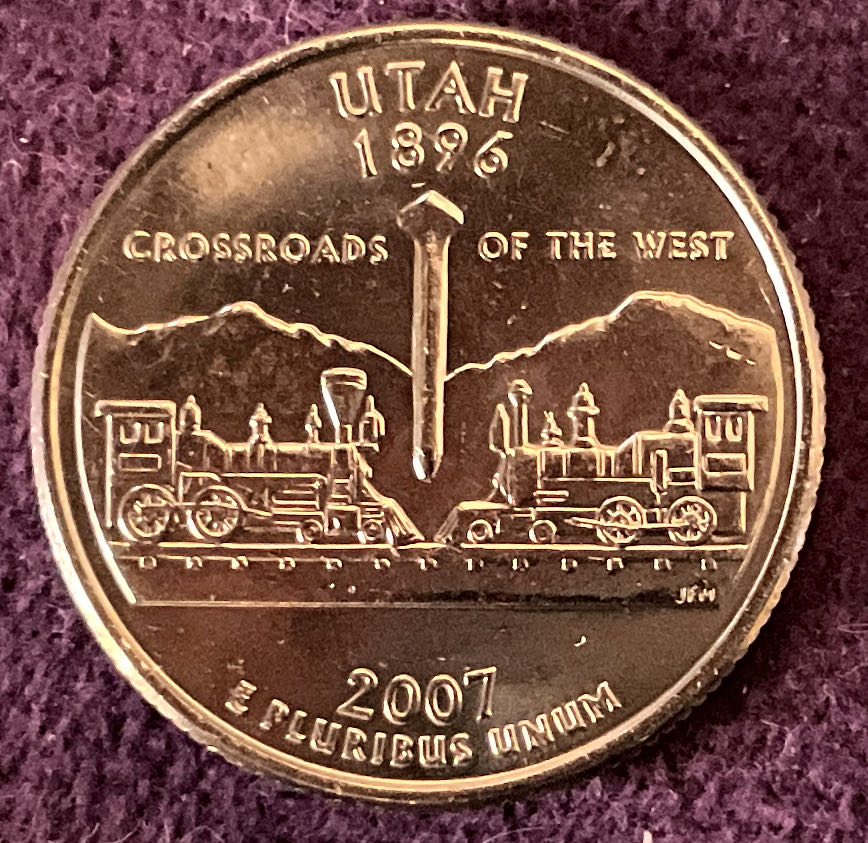 UTAH
1896
CROSSROADS OF THE WEST
JFM
2007
E PLURIBUS UNUM